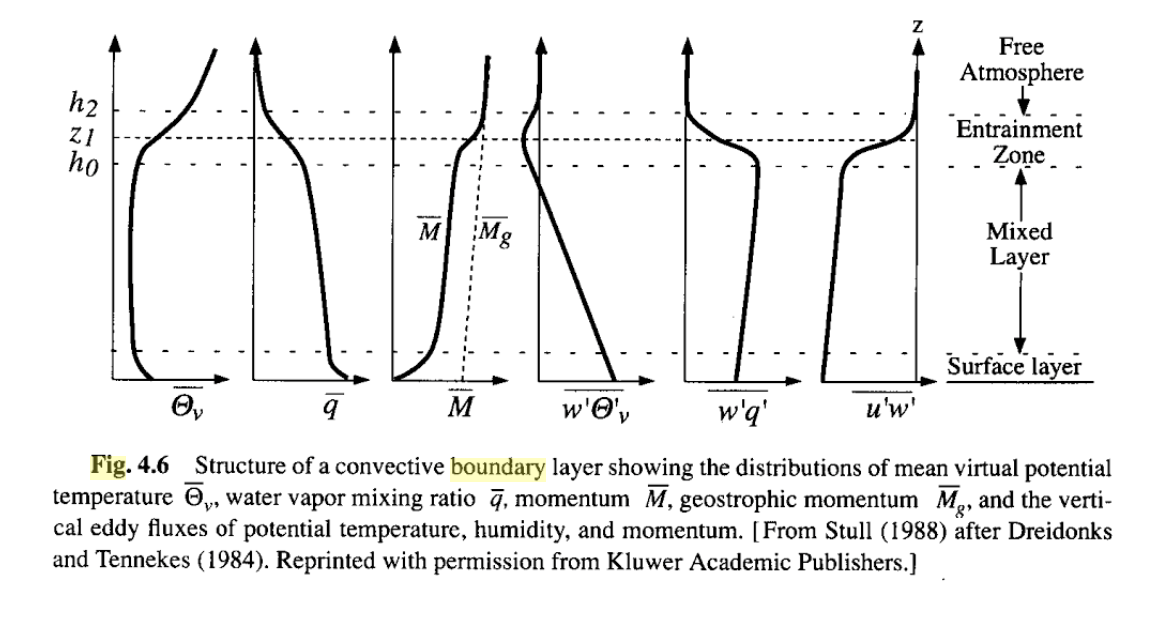 z
Free
Atmosphere
h2
Entrainment
z1
Zone
h0
M̅
M̅g
Mixed
Layer
Surface layer
Θ̅v
q̅
M̅
w'Θ'v
w'q'
u'w'
Fig. 4.6 Structure of a convective boundary layer showing the distributions of mean virtual potential
temperature Θ̅v, water vapor mixing ratio q̅, momentum M̅, geostrophic momentum M̅g, and the verti-
cal eddy fluxes of potential temperature, humidity, and momentum. [From Stull (1988) after Dreidonks
and Tennekes (1984). Reprinted with permission from Kluwer Academic Publishers.]